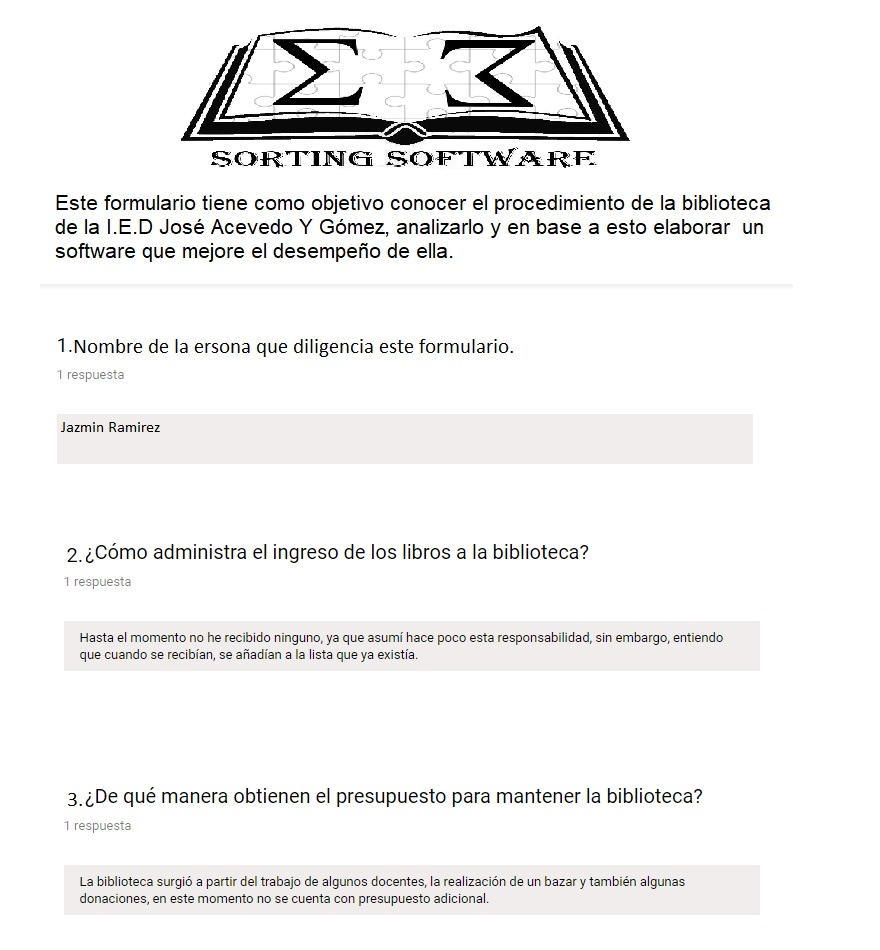 SORTING SOFTWARE
Este formulario tiene como objetivo conocer el procedimiento de la biblioteca
de la I.E.D José Acevedo Y Gómez, analizarlo y en base a esto elaborar un
software que mejore el desempeño de ella.
1.Nombre de la ersona que diligencia este formulario.
1 respuesta
Jazmin Ramirez
2.¿Cómo administra el ingreso de los libros a la biblioteca?
1 respuesta
Hasta el momento no he recibido ninguno, ya que asumí hace poco esta responsabilidad, sin embargo, entiendo
que cuando se recibían, se añadían a la lista que ya existía.
3.¿De qué manera obtienen el presupuesto para mantener la biblioteca?
1 respuesta
La biblioteca surgió a partir del trabajo de algunos docentes, la realización de un bazar y también algunas
donaciones, en este momento no se cuenta con presupuesto adicional.